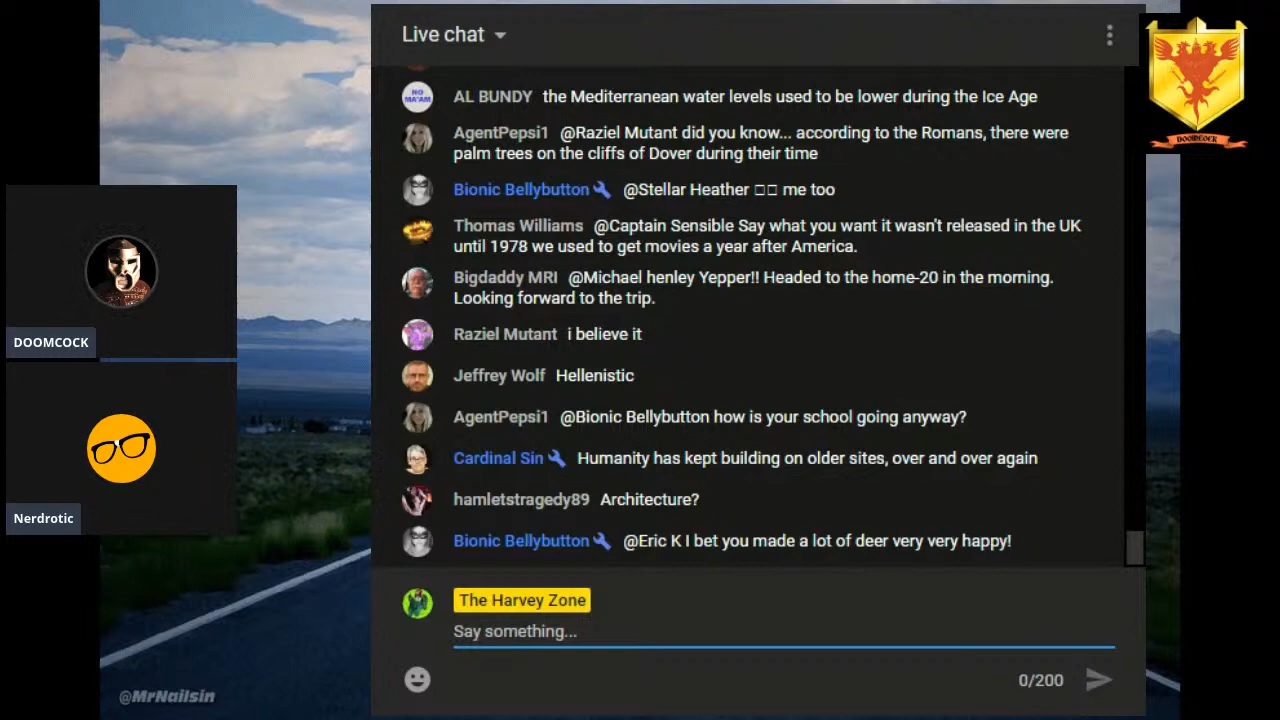 Live chat
DOOMCOCK
NO
MA'AM
AL BUNDY the Mediterranean water levels used to be lower during the Ice Age
AgentPepsi1 @Raziel Mutant did you know... according to the Romans, there were
palm trees on the cliffs of Dover during their time
Bionic Bellybutton @Stellar Heather □□ me too
Thomas Williams @Captain Sensible Say what you want it wasn't released in the UK
until 1978 we used to get movies a year after America.
Bigdaddy MRI @Michael henley Yepper!! Headed to the home-20 in the morning.
Looking forward to the trip.
Raziel Mutant i believe it
DOOMCOCK
Jeffrey Wolf Hellenistic
AgentPepsi1 @Bionic Bellybutton how is your school going anyway?
Cardinal Sin Humanity has kept building on older sites, over and over again
hamletstragedy89 Architecture?
Nerdrotic
Bionic Bellybutton @Eric K I bet you made a lot of deer very very happy!
The Harvey Zone
Say something...
0/200
@MrNailsin